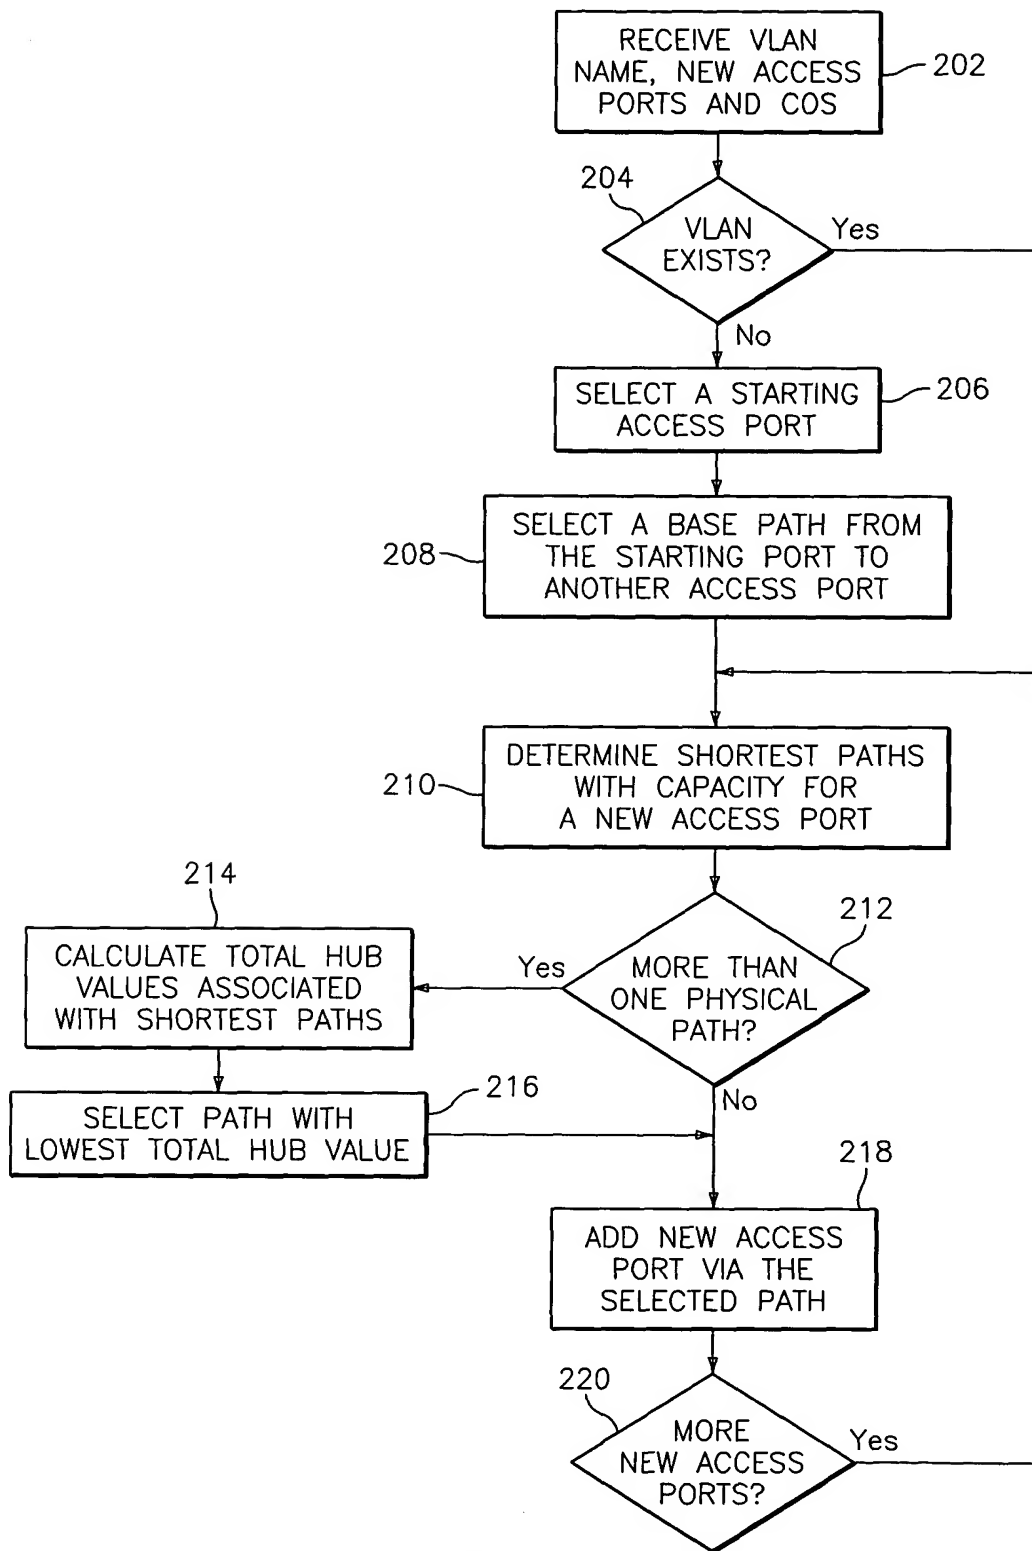 RECEIVE VLAN
NAME, NEW ACCESS
PORTS AND COS
202
204
VLAN
EXISTS?
Yes
No
SELECT A STARTING
ACCESS PORT
206
208
SELECT A BASE PATH FROM
THE STARTING PORT TO
ANOTHER ACCESS PORT
210
DETERMINE SHORTEST PATHS
WITH CAPACITY FOR
A NEW ACCESS PORT
214
212
CALCULATE TOTAL HUB
VALUES ASSOCIATED
WITH SHORTEST PATHS
Yes
MORE THAN
ONE PHYSICAL
PATH?
No
216
SELECT PATH WITH
LOWEST TOTAL HUB VALUE
218
ADD NEW ACCESS
PORT VIA THE
SELECTED PATH
220
MORE
NEW ACCESS
PORTS?
Yes